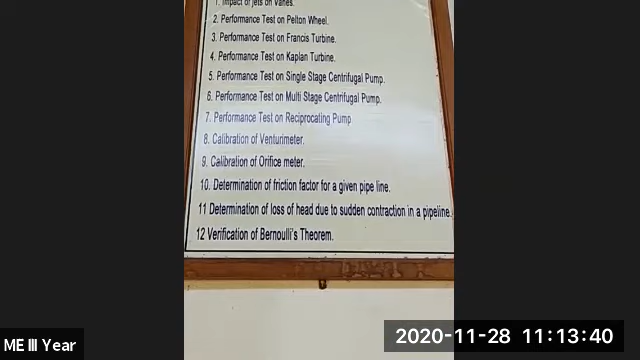 1. Impact of jets on Vanes.
2. Performance Test on Pelton Wheel.
3. Performance Test on Francis Turbine.
4. Performance Test on Kaplan Turbine.
5. Performance Test on Single Stage Centrifugal Pump.
6. Performance Test on Multi Stage Centrifugal Pump.
7. Performance Test on Reciprocating Pump
8. Calibration of Venturimeter.
9. Calibration of Orifice meter.
10. Determination of friction factor for a given pipe line.
11 Determination of loss of head due to sudden contraction in a pipeline.
12 Verification of Bernoulli's Theorem.
ME III Year
2020-11-28 11:13:40